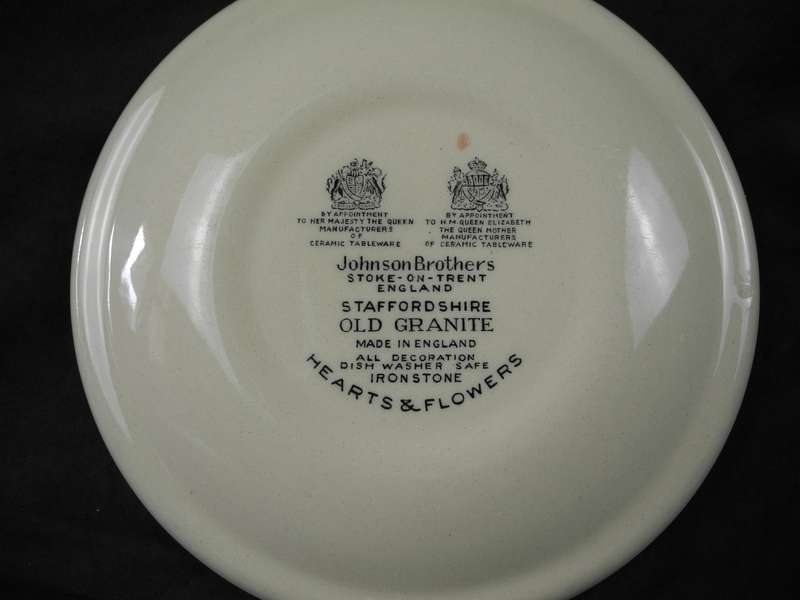 BY APPOINTMENT
TO HER MAJESTY THE QUEEN
MANUFACTURERS
OF
CERAMIC TABLEWARE
BY APPOINTMENT
TO H.M. QUEEN ELIZABETH
THE QUEEN MOTHER
MANUFACTURERS
OF CERAMIC TABLEWARE
Johnson Brothers
STOKE-ON-TRENT
ENGLAND
STAFFORDSHIRE
OLD GRANITE
MADE IN ENGLAND
ALL DECORATION
DISH WASHER SAFE
IRONSTONE
HEARTS & FLOWERS